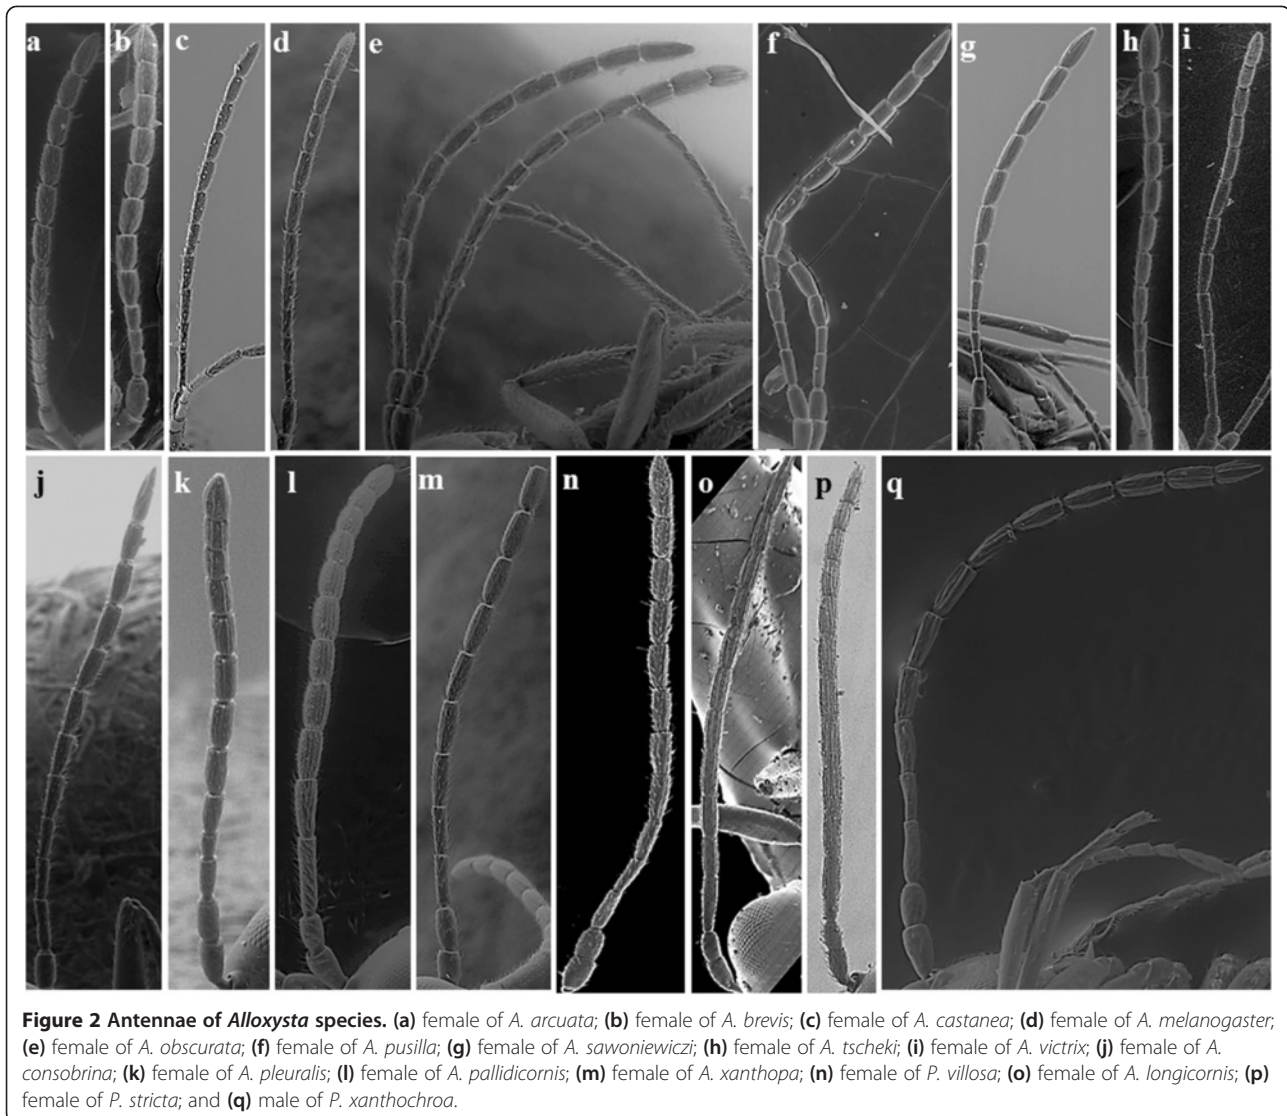 a b c d e f g h i
j k l m n o p q
Figure 2 Antennae of Alloxysta species. (a) female of A. arcuata; (b) female of A. brevis; (c) female of A. castanea; (d) female of A. melanogaster;
(e) female of A. obscurata; (f) female of A. pusilla; (g) female of A. sawoniewiczi; (h) female of A. tscheki; (i) female of A. victrix; (j) female of A.
consobrina; (k) female of A. pleuralis; (l) female of A. pallidicornis; (m) female of A. xanthopa; (n) female of P. villosa; (o) female of A. longicornis; (p)
female of P. stricta; and (q) male of P. xanthochroa.